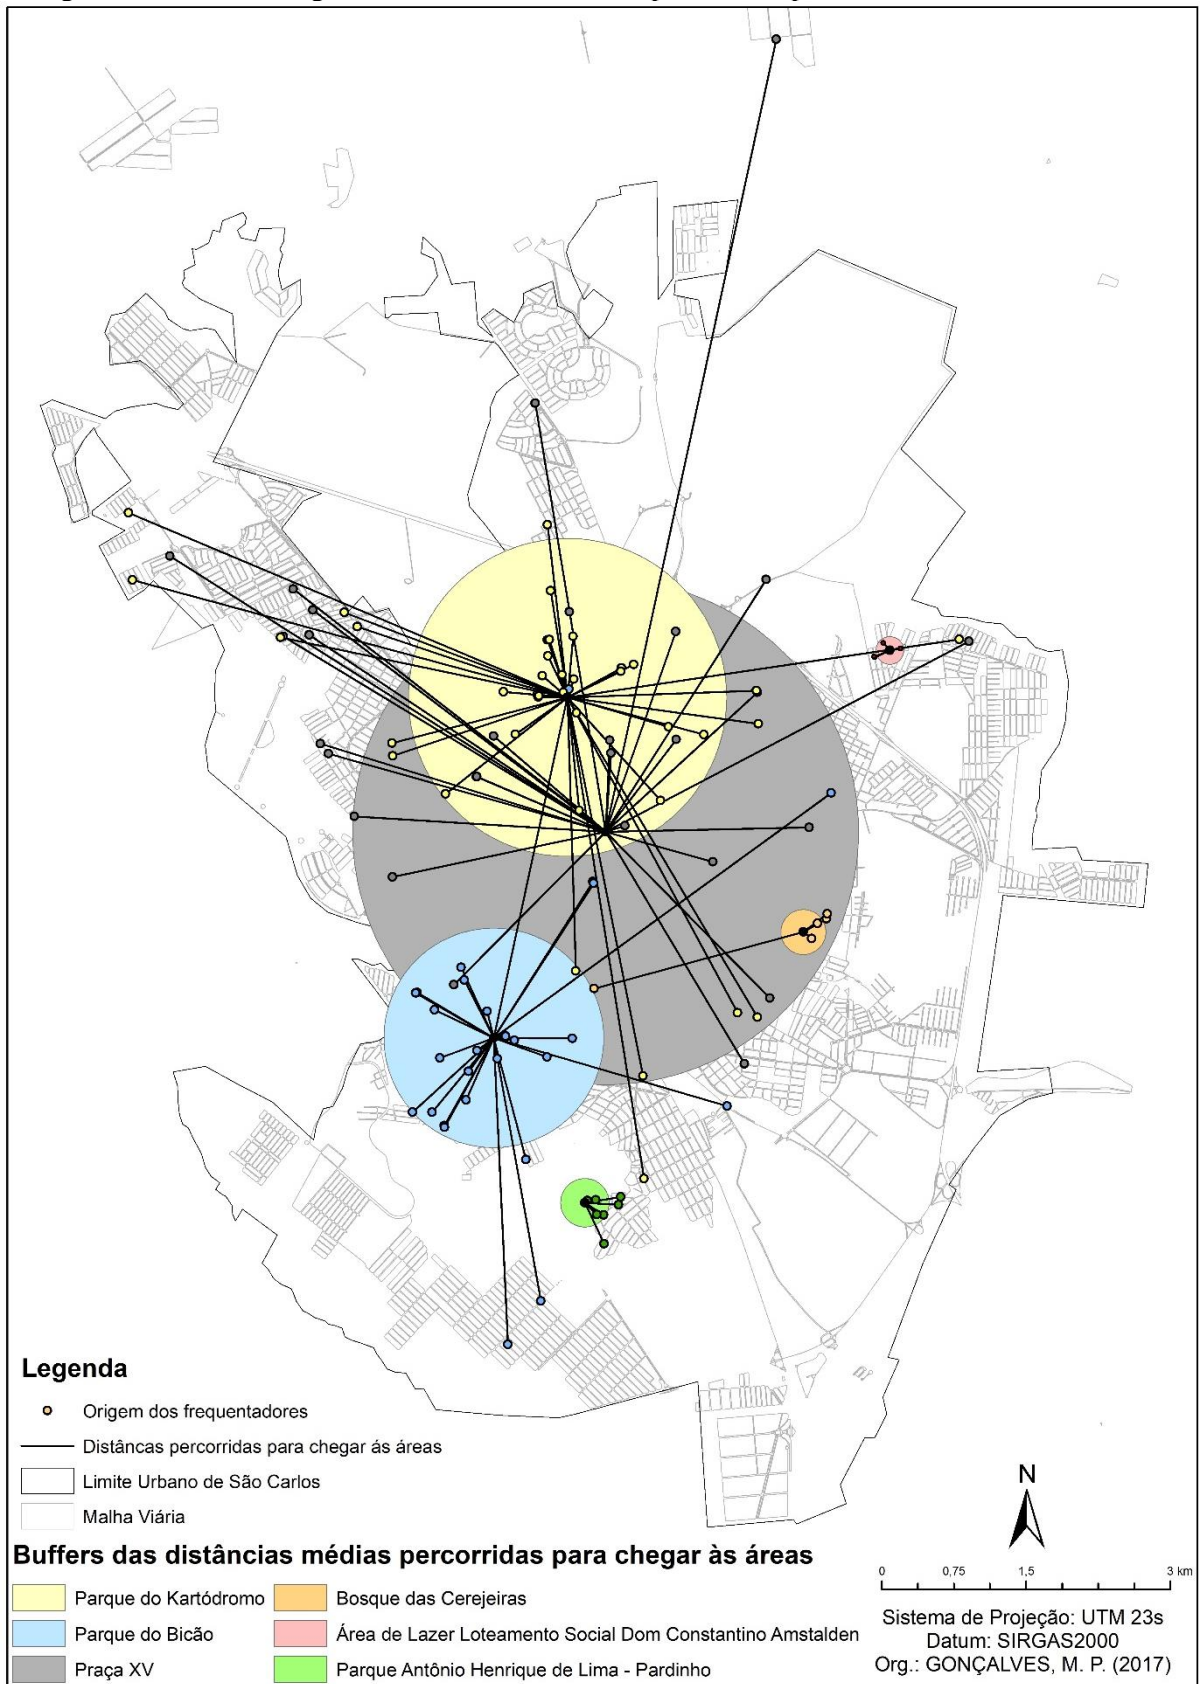 Legenda
Origem dos frequentadores
Distâncas percorridas para chegar ás áreas
Limite Urbano de São Carlos
Malha Viária
Buffers das distâncias médias percorridas para chegar às áreas
Parque do Kartódromo
Bosque das Cerejeiras
Parque do Bicão
Área de Lazer Loteamento Social Dom Constantino Amstalden
Praça XV
Parque Antônio Henrique de Lima - Pardinho
N
0 0,75 1,5 3 km
Sistema de Projeção: UTM 23s
Datum: SIRGAS2000
Org.: GONÇALVES, M. P. (2017)